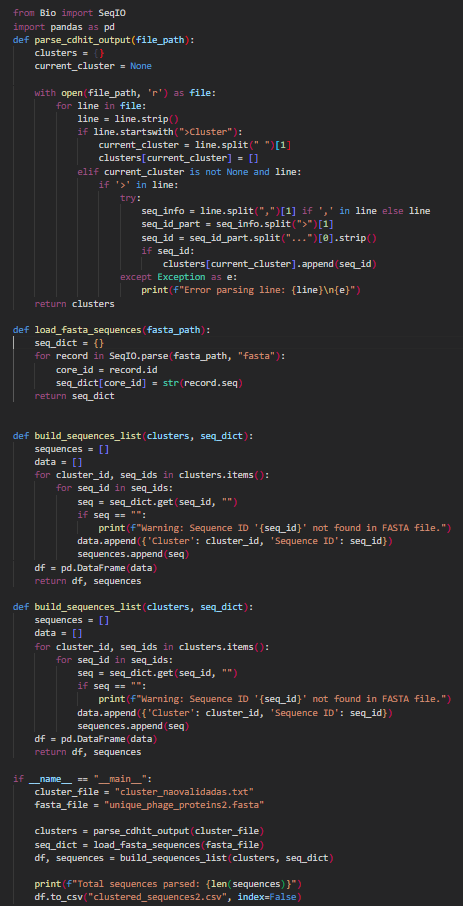 from Bio import SeqIO
import pandas as pd
def parse_cdhit_output(file_path):
    clusters = {}
    current_cluster = None

    with open(file_path, 'r') as file:
        for line in file:
            line = line.strip()
            if line.startswith(">Cluster"):
                current_cluster = line.split(" ")[1]
                clusters[current_cluster] = []
            elif current_cluster is not None and line:
                if '>' in line:
                    try:
                        seq_info = line.split(",")[1] if ',' in line else line
                        seq_id_part = seq_info.split(">")[1]
                        seq_id = seq_id_part.split("...")[0].strip()
                        if seq_id:
                            clusters[current_cluster].append(seq_id)
                    except Exception as e:
                        print(f"Error parsing line: {line}\n{e}")
    return clusters

def load_fasta_sequences(fasta_path):
    seq_dict = {}
    for record in SeqIO.parse(fasta_path, "fasta"):
        core_id = record.id
        seq_dict[core_id] = str(record.seq)
    return seq_dict


def build_sequences_list(clusters, seq_dict):
    sequences = []
    data = []
    for cluster_id, seq_ids in clusters.items():
        for seq_id in seq_ids:
            seq = seq_dict.get(seq_id, "")
            if seq == "":
                print(f"Warning: Sequence ID '{seq_id}' not found in FASTA file.")
            data.append({'Cluster': cluster_id, 'Sequence ID': seq_id})
            sequences.append(seq)
    df = pd.DataFrame(data)
    return df, sequences

def build_sequences_list(clusters, seq_dict):
    sequences = []
    data = []
    for cluster_id, seq_ids in clusters.items():
        for seq_id in seq_ids:
            seq = seq_dict.get(seq_id, "")
            if seq == "":
                print(f"Warning: Sequence ID '{seq_id}' not found in FASTA file.")
            data.append({'Cluster': cluster_id, 'Sequence ID': seq_id})
            sequences.append(seq)
    df = pd.DataFrame(data)
    return df, sequences

if __name__ == "__main__":
    cluster_file = "cluster_naovalidadas.txt"
    fasta_file = "unique_phage_proteins2.fasta"

    clusters = parse_cdhit_output(cluster_file)
    seq_dict = load_fasta_sequences(fasta_file)
    df, sequences = build_sequences_list(clusters, seq_dict)

    print(f"Total sequences parsed: {len(sequences)}")
    df.to_csv("clustered_sequences2.csv", index=False)